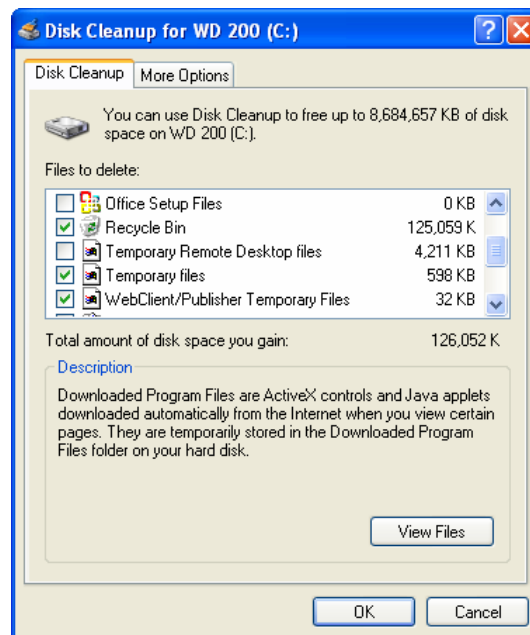 Disk Cleanup for WD 200 (C:)
Disk Cleanup More Options
You can use Disk Cleanup to free up to 8,684,657 KB of disk
space on WD 200 (C:).
Files to delete:
Office Setup Files 0 KB
Recycle Bin 125,059 K
Temporary Remote Desktop files 4,211 KB
Temporary files 598 KB
WebClient/Publisher Temporary Files 32 KB
Total amount of disk space you gain: 126,052 K
Description
Downloaded Program Files are ActiveX controls and Java applets
downloaded automatically from the Internet when you view certain
pages. They are temporarily stored in the Downloaded Program
Files folder on your hard disk.
View Files
OK Cancel